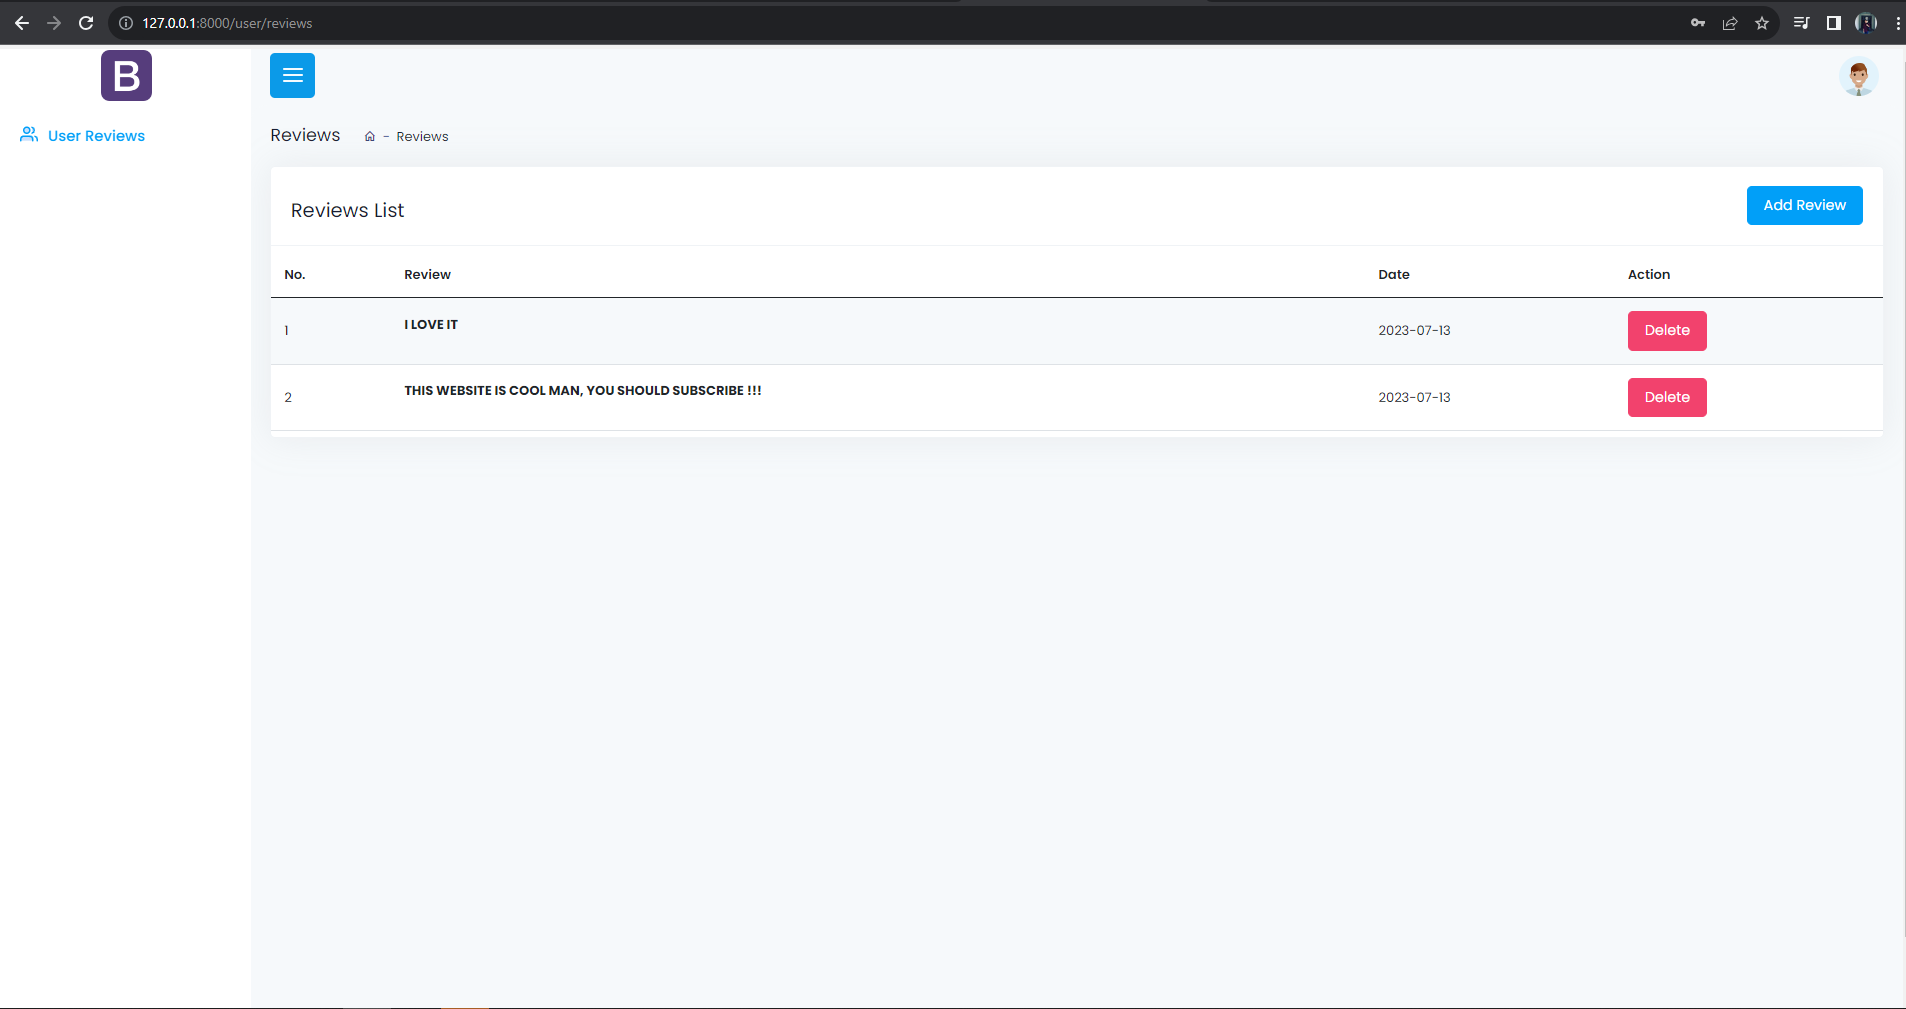 127.0.0.1:8000/user/reviews
B
User Reviews
Reviews - Reviews
Reviews List
Add Review
No. Review Date Action
1 I LOVE IT 2023-07-13 Delete
2 THIS WEBSITE IS COOL MAN, YOU SHOULD SUBSCRIBE !!! 2023-07-13 Delete